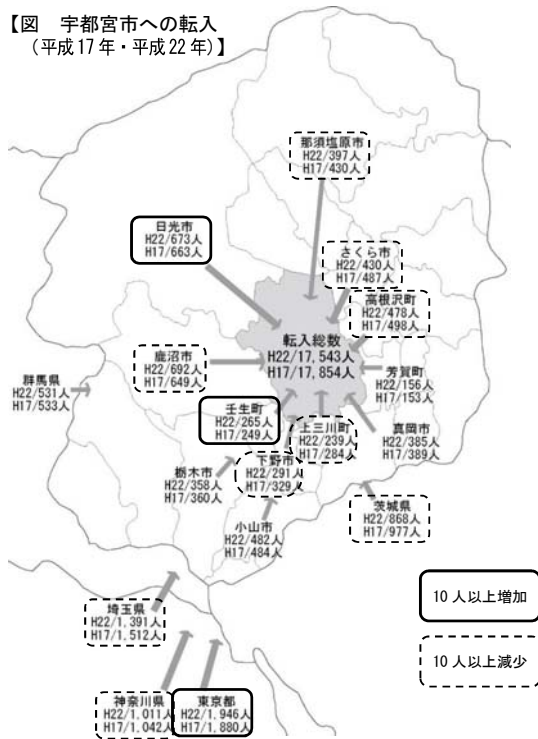 【図　宇都宮市への転入
（平成17年・平成22年）】
那須塩原市
H22/397人
H17/430人
日光市
H22/673人
H17/663人
さくら市
H22/430人
H17/487人
高根沢町
H22/478人
H17/498人
転入総数
H22/17,543人
H17/17,854人
鹿沼市
H22/692人
H17/649人
芳賀町
H22/156人
H17/153人
群馬県
H22/531人
H17/533人
壬生町
H22/265人
H17/249人
上三川町
H22/239人
H17/284人
真岡市
H22/385人
H17/389人
下野市
H22/291人
H17/329人
栃木市
H22/358人
H17/360人
茨城県
H22/868人
H17/977人
小山市
H22/482人
H17/484人
10人以上増加
埼玉県
H22/1,391人
H17/1,512人
10人以上減少
神奈川県
H22/1,011人
H17/1,042人
東京都
H22/1,946人
H17/1,880人